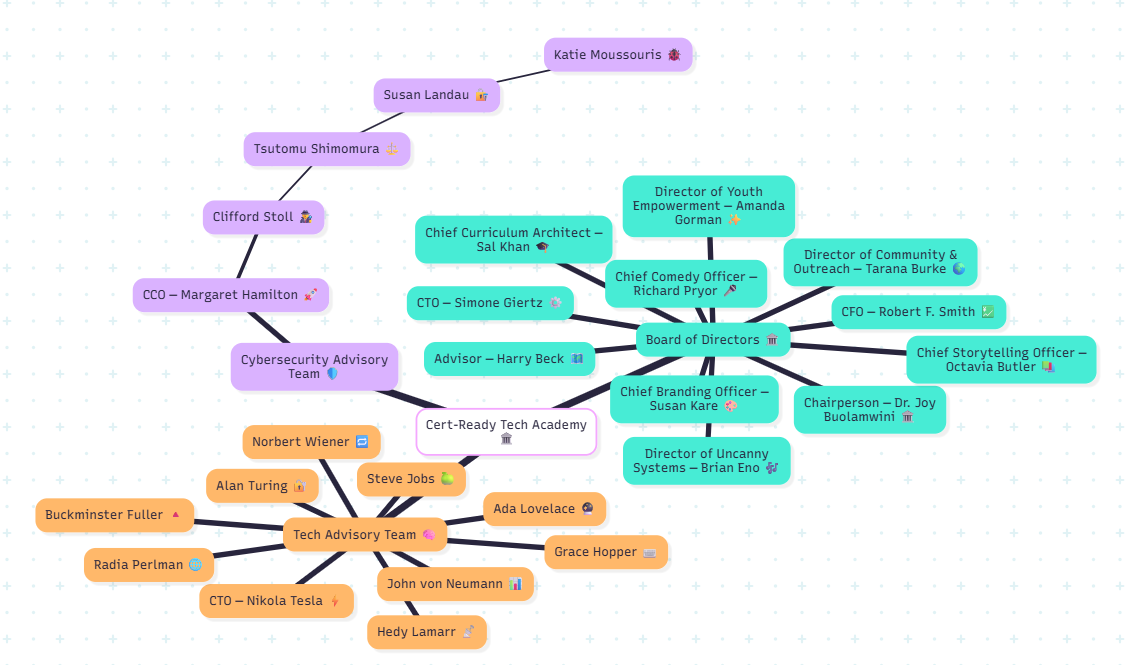 Katie Moussouris 🐞
Susan Landau 🔐
Tsutomu Shimomura ⚖️
Clifford Stoll 🕵️
CCO — Margaret Hamilton 🚀
Cybersecurity Advisory
Team 🛡️
Director of Youth
Empowerment — Amanda
Gorman ✨
Chief Curriculum Architect —
Sal Khan 🎓
Director of Community &
Outreach — Tarana Burke 🌍
Chief Comedy Officer —
Richard Pryor 🎤
CTO — Simone Giertz ⚙️
CFO — Robert F. Smith 💹
Board of Directors 🏛️
Advisor — Harry Beck 🗺️
Chief Storytelling Officer —
Octavia Butler 📚
Chief Branding Officer —
Susan Kare 🎨
Chairperson — Dr. Joy
Buolamwini 🏛️
Director of Uncanny
Systems — Brian Eno 🎶
Cert-Ready Tech Academy
🏛️
Norbert Wiener 🔁
Steve Jobs 🍏
Alan Turing 🔒
Ada Lovelace 🔮
Buckminster Fuller 🔺
Tech Advisory Team 🧠
Grace Hopper ⌨️
Radia Perlman 🌐
John von Neumann 📊
CTO — Nikola Tesla ⚡
Hedy Lamarr 📡